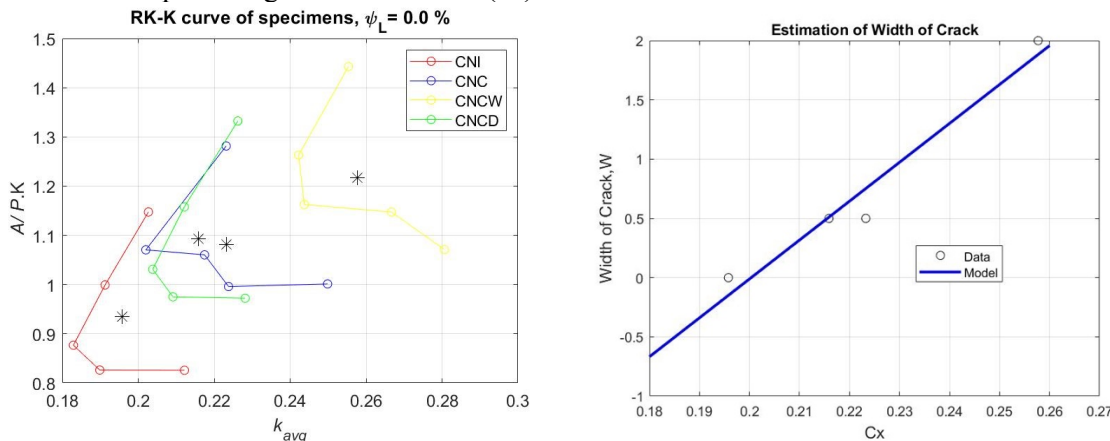 RK-K curve of specimens, ψL= 0.0 %
1.5
1.4
1.3
1.2
1.1
1
0.9
0.8
A/ P.K
0.18
0.2
0.22
0.24
0.26
0.28
0.3
kavg
CNI
CNC
CNCW
CNCD
Estimation of Width of Crack
2
1.5
1
0.5
0
-0.5
-1
Width of Crack,W
0.18
0.19
0.2
0.21
0.22
0.23
0.24
0.25
0.26
0.27
Cx
Data
Model